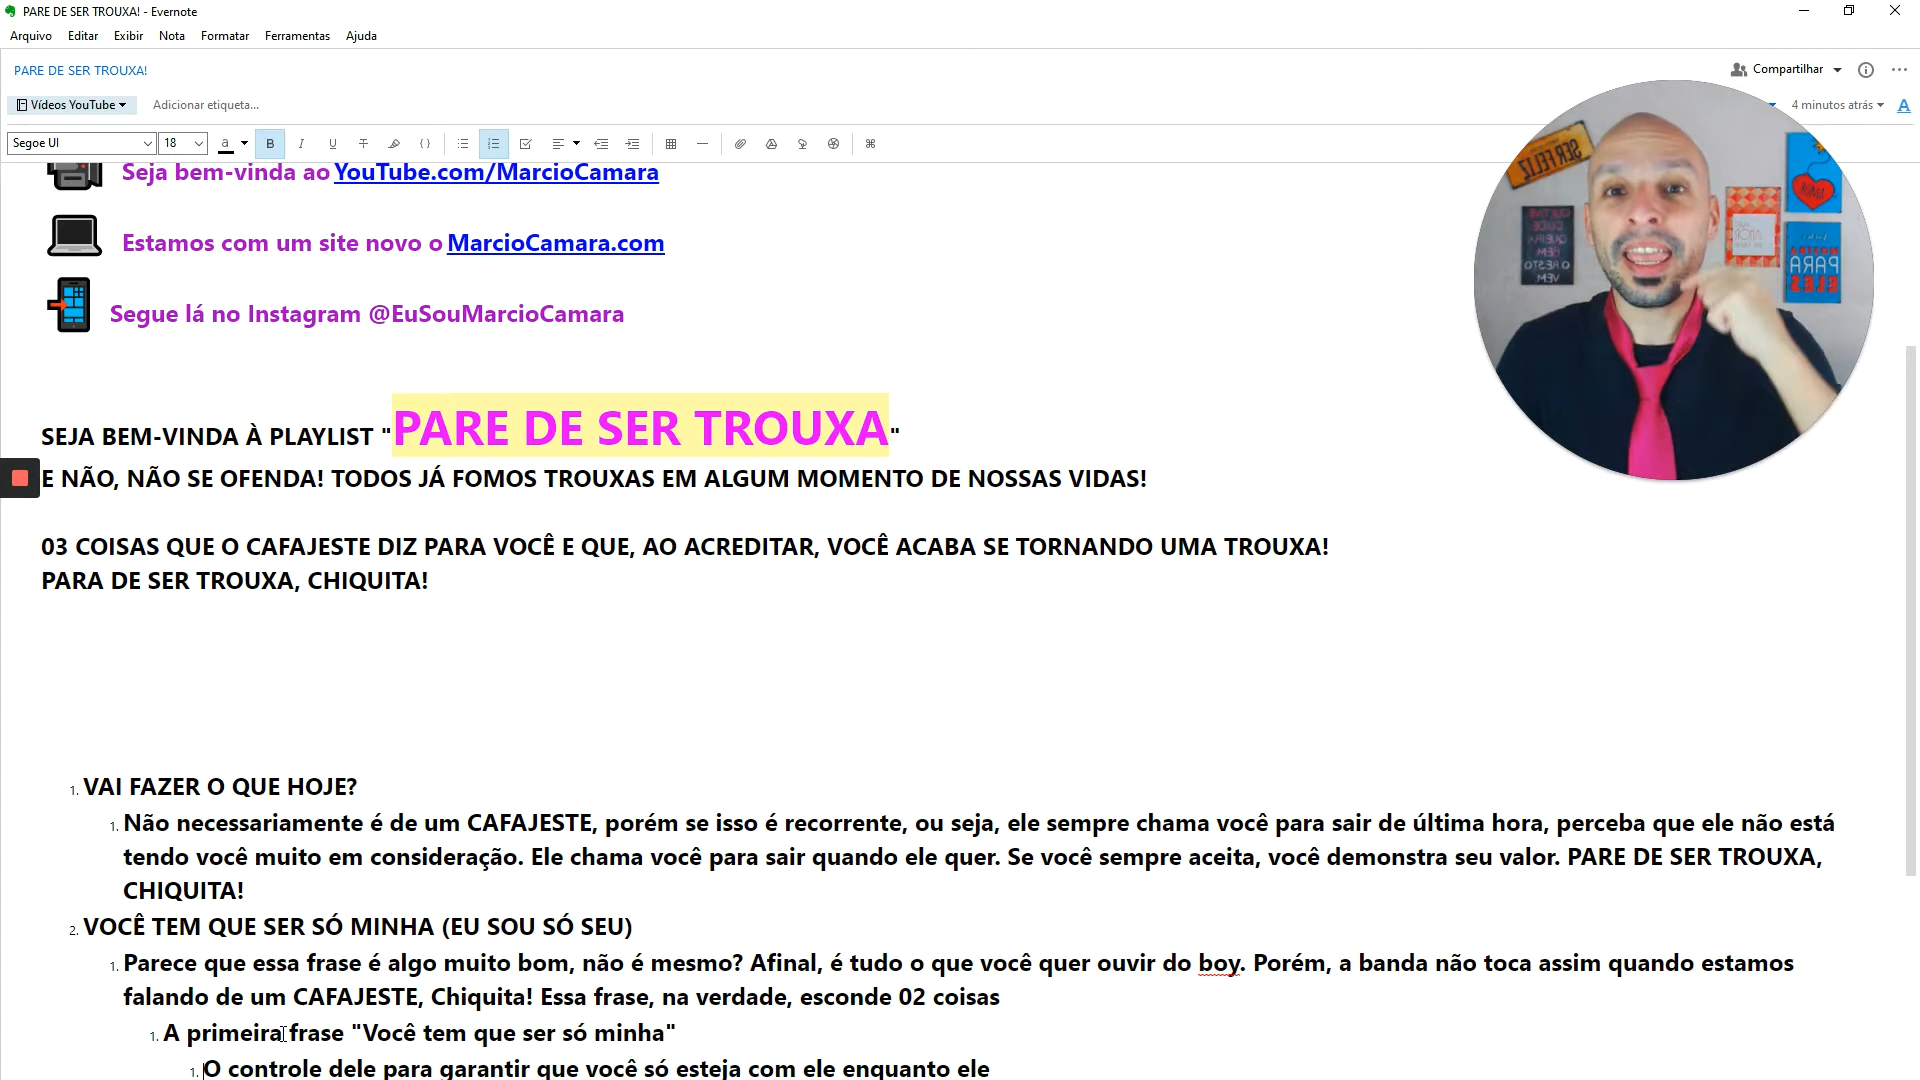 PARE DE SER TROUXA! - Evernote
Arquivo Editar Exibir Nota Formatar Ferramentas Ajuda
PARE DE SER TROUXA!
Compartilhar
Vídeos YouTube Adicionar etiqueta...
4 minutos atrás
Segoe UI 18
Seja bem-vinda ao YouTube.com/MarcioCamara
Estamos com um site novo o MarcioCamara.com
Segue lá no Instagram @EuSouMarcioCamara
SER FELIZ
PARA
ELES
SEJA BEM-VINDA À PLAYLIST "PARE DE SER TROUXA"
E NÃO, NÃO SE OFENDA! TODOS JÁ FOMOS TROUXAS EM ALGUM MOMENTO DE NOSSAS VIDAS!
03 COISAS QUE O CAFAJESTE DIZ PARA VOCÊ E QUE, AO ACREDITAR, VOCÊ ACABA SE TORNANDO UMA TROUXA!
PARA DE SER TROUXA, CHIQUITA!
1. VAI FAZER O QUE HOJE?
1. Não necessariamente é de um CAFAJESTE, porém se isso é recorrente, ou seja, ele sempre chama você para sair de última hora, perceba que ele não está
tendo você muito em consideração. Ele chama você para sair quando ele quer. Se você sempre aceita, você demonstra seu valor. PARE DE SER TROUXA,
CHIQUITA!
2. VOCÊ TEM QUE SER SÓ MINHA (EU SOU SÓ SEU)
1. Parece que essa frase é algo muito bom, não é mesmo? Afinal, é tudo o que você quer ouvir do boy. Porém, a banda não toca assim quando estamos
falando de um CAFAJESTE, Chiquita! Essa frase, na verdade, esconde 02 coisas
1. A primeira frase "Você tem que ser só minha"
1. O controle dele para garantir que você só esteja com ele enquanto ele